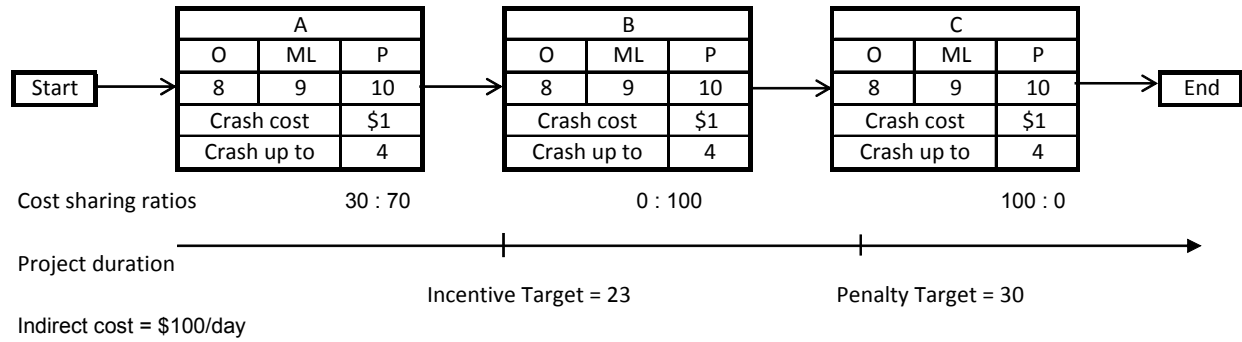 A B C
O ML P O ML P O ML P
Start 8 9 10 8 9 10 8 9 10 End
Crash cost $1 Crash cost $1 Crash cost $1
Crash up to 4 Crash up to 4 Crash up to 4
Cost sharing ratios 30 : 70 0 : 100 100 : 0
Project duration
Incentive Target = 23 Penalty Target = 30
Indirect cost = $100/day